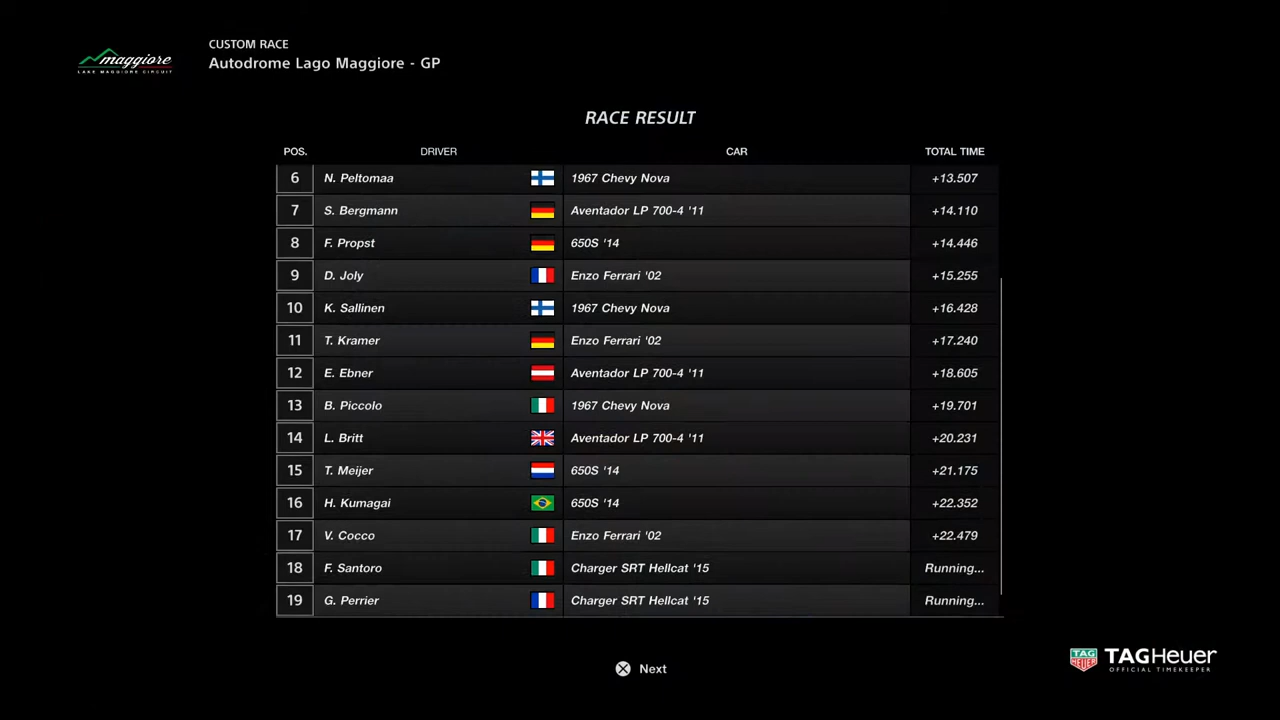 maggiore
LAKE MAGGIORE CIRCUIT
CUSTOM RACE
Autodrome Lago Maggiore - GP
RACE RESULT
POS. DRIVER CAR TOTAL TIME
6 N. Peltomaa 1967 Chevy Nova +13.507
7 S. Bergmann Aventador LP 700-4 '11 +14.110
8 F. Propst 650S '14 +14.446
9 D. Joly Enzo Ferrari '02 +15.255
10 K. Sallinen 1967 Chevy Nova +16.428
11 T. Kramer Enzo Ferrari '02 +17.240
12 E. Ebner Aventador LP 700-4 '11 +18.605
13 B. Piccolo 1967 Chevy Nova +19.701
14 L. Britt Aventador LP 700-4 '11 +20.231
15 T. Meijer 650S '14 +21.175
16 H. Kumagai 650S '14 +22.352
17 V. Cocco Enzo Ferrari '02 +22.479
18 F. Santoro Charger SRT Hellcat '15 Running...
19 G. Perrier Charger SRT Hellcat '15 Running...
Next
TAG HEUER TAGHeuer
OFFICIAL TIMEKEEPER